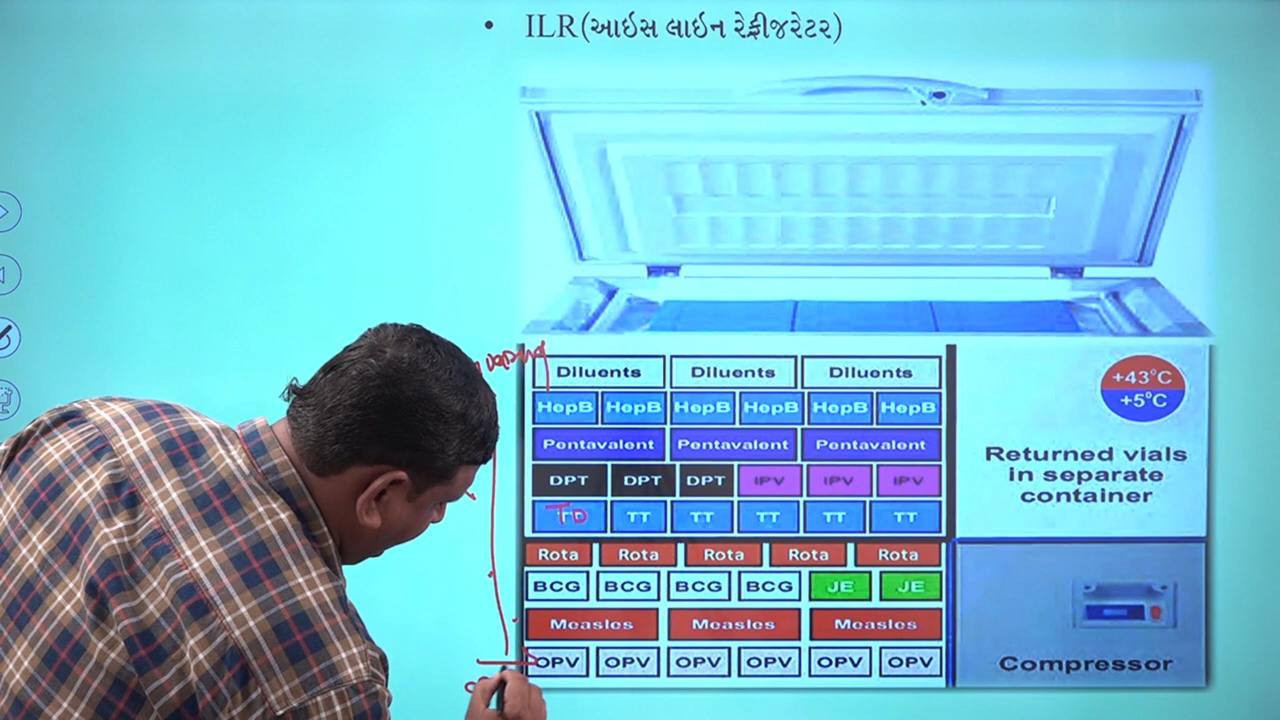 • ILR(આઇસ લાઇન રેફ્રીજરેટર)
Diluents Diluents Diluents
HepB HepB HepB HepB HepB HepB
Pentavalent Pentavalent Pentavalent
DPT DPT DPT IPV IPV IPV
TD TT TT TT TT TT
Rota Rota Rota Rota Rota
BCG BCG BCG BCG JE JE
Measles Measles Measles
OPV OPV OPV OPV OPV OPV
+43°C
+5°C
Returned vials
in separate
container
Compressor